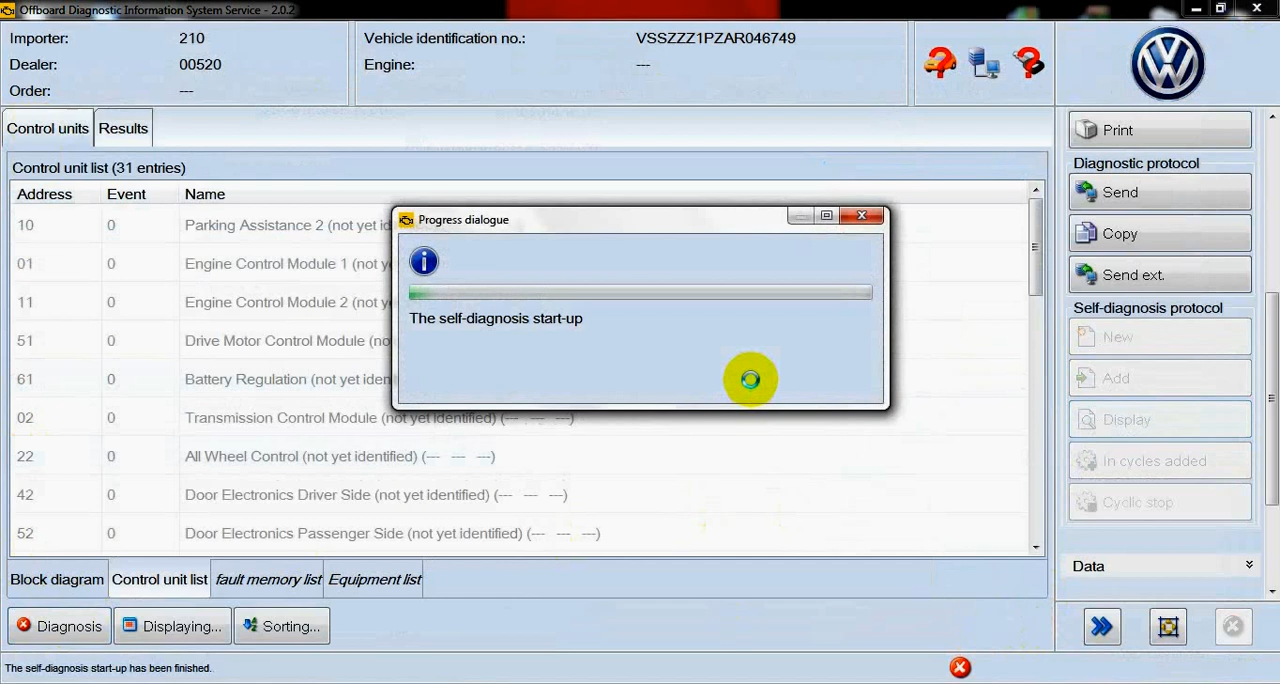 Offboard Diagnostic Information System Service - 2.0.2
Importer: 210
Dealer: 00520
Order: ---
Vehicle identification no.: VSSZZZ1PZAR046749
Engine: ---
Control units Results
Control unit list (31 entries)
Address Event Name
10 0 Parking Assistance 2 (not yet id
01 0 Engine Control Module 1 (not y
11 0 Engine Control Module 2 (not y
51 0 Drive Motor Control Module (no
61 0 Battery Regulation (not yet iden
02 0 Transmission Control Module (not yet identified) (--- --- ---)
22 0 All Wheel Control (not yet identified) (--- --- ---)
42 0 Door Electronics Driver Side (not yet identified) (--- --- ---)
52 0 Door Electronics Passenger Side (not yet identified) (--- --- ---)
Progress dialogue
The self-diagnosis start-up
Block diagram Control unit list fault memory list Equipment list
Diagnosis Displaying... Sorting...
The self-diagnosis start-up has been finished.
Print
Diagnostic protocol
Send
Copy
Send ext.
Self-diagnosis protocol
New
Add
Display
In cycles added
Cyclic stop
Data